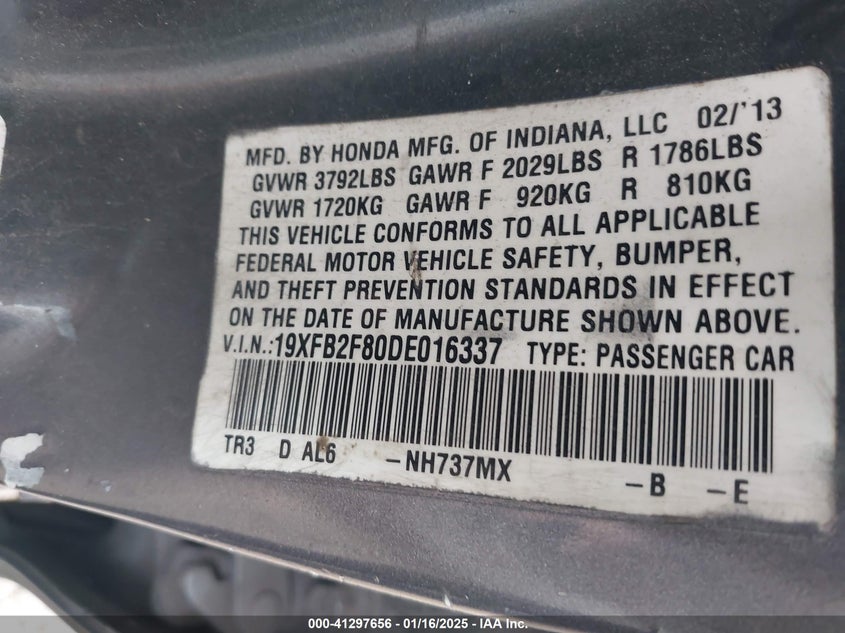 MFD. BY HONDA MFG. OF INDIANA, LLC 02/'13
GVWR 3792LBS GAWR F 2029LBS R 1786LBS
GVWR 1720KG GAWR F 920KG R 810KG
THIS VEHICLE CONFORMS TO ALL APPLICABLE
FEDERAL MOTOR VEHICLE SAFETY, BUMPER,
AND THEFT PREVENTION STANDARDS IN EFFECT
ON THE DATE OF MANUFACTURE SHOWN ABOVE.
V.I.N.:19XFB2F80DE016337 TYPE: PASSENGER CAR
TR3 D AL6 -NH737MX -B -E
000-41297656 - 01/16/2025 - IAA Inc.